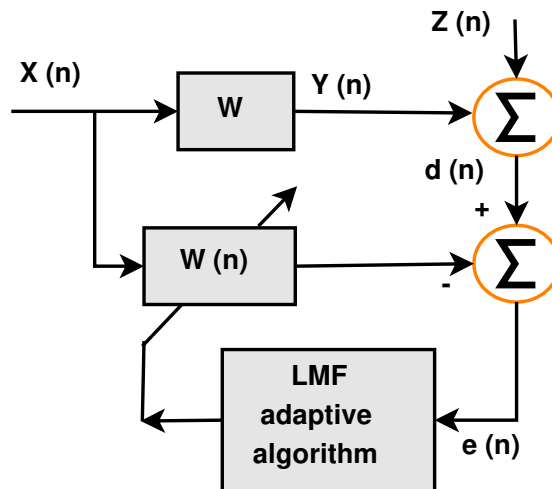 Z (n)
X (n)
W
Y (n)
Σ
d (n)
+
W (n)
-
Σ
LMF
adaptive
algorithm
e (n)